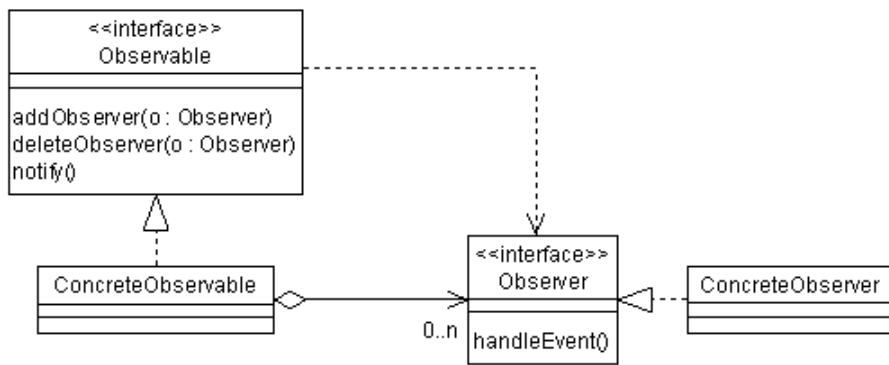 <<interface>>
Observable
addObserver(o : Observer)
deleteObserver(o : Observer)
notify()
<<interface>>
Observer
handleEvent()
ConcreteObservable
0..n
ConcreteObserver